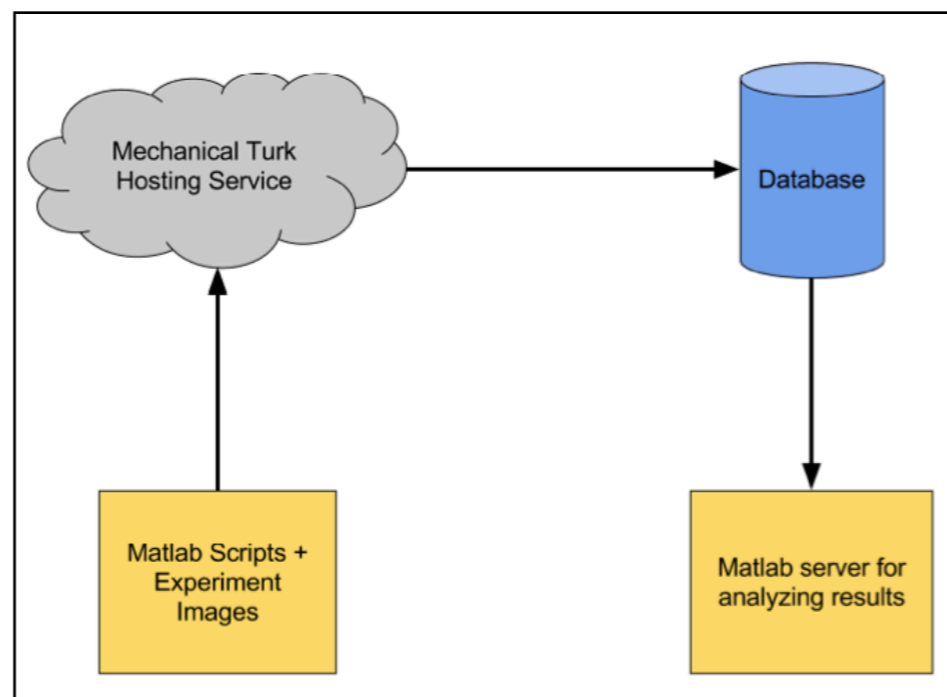 Mechanical Turk
Hosting Service
Database
Matlab Scripts +
Experiment
Images
Matlab server for
analyzing results